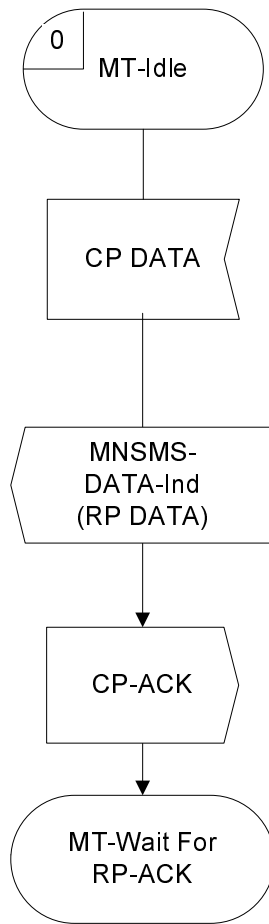 0
MT-Idle
CP DATA
MNSMS-
DATA-Ind
(RP DATA)
CP-ACK
MT-Wait For
RP-ACK